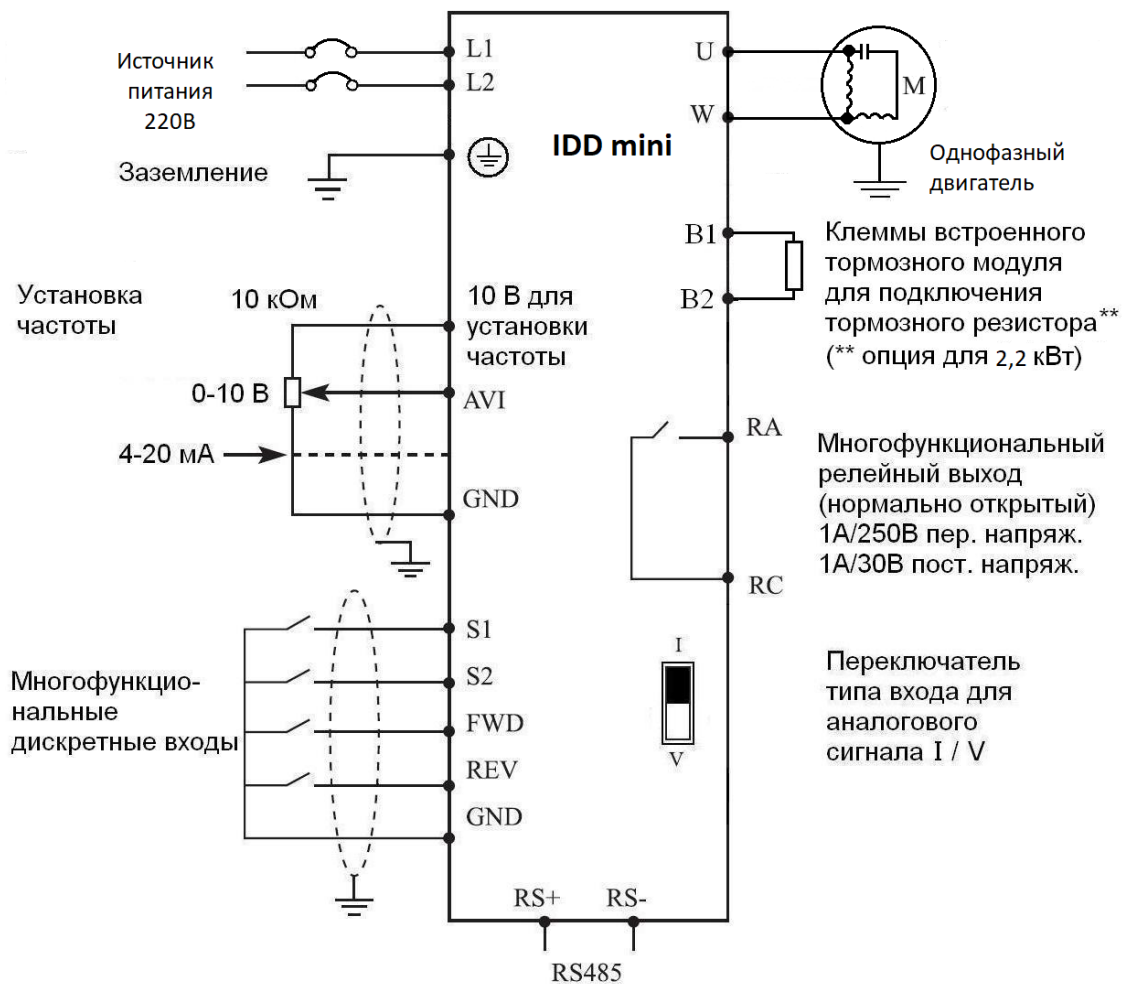 Источник
питания
220В
L1
L2
Заземление
IDD mini
U
W
M
Однофазный
двигатель
B1
B2
Клеммы встроенного
тормозного модуля
для подключения
тормозного резистора**
(** опция для 2,2 кВт)
Установка
частоты
10 кОм
0-10 В
4-20 мА
10 В для
установки
частоты
AVI
GND
RA
RC
Многофункциональный
релейный выход
(нормально открытый)
1А/250В пер. напряж.
1А/30В пост. напряж.
Многофункцио-
нальные
дискретные входы
S1
S2
FWD
REV
GND
I
V
Переключатель
типа входа для
аналогового
сигнала I / V
RS+ RS-
RS485